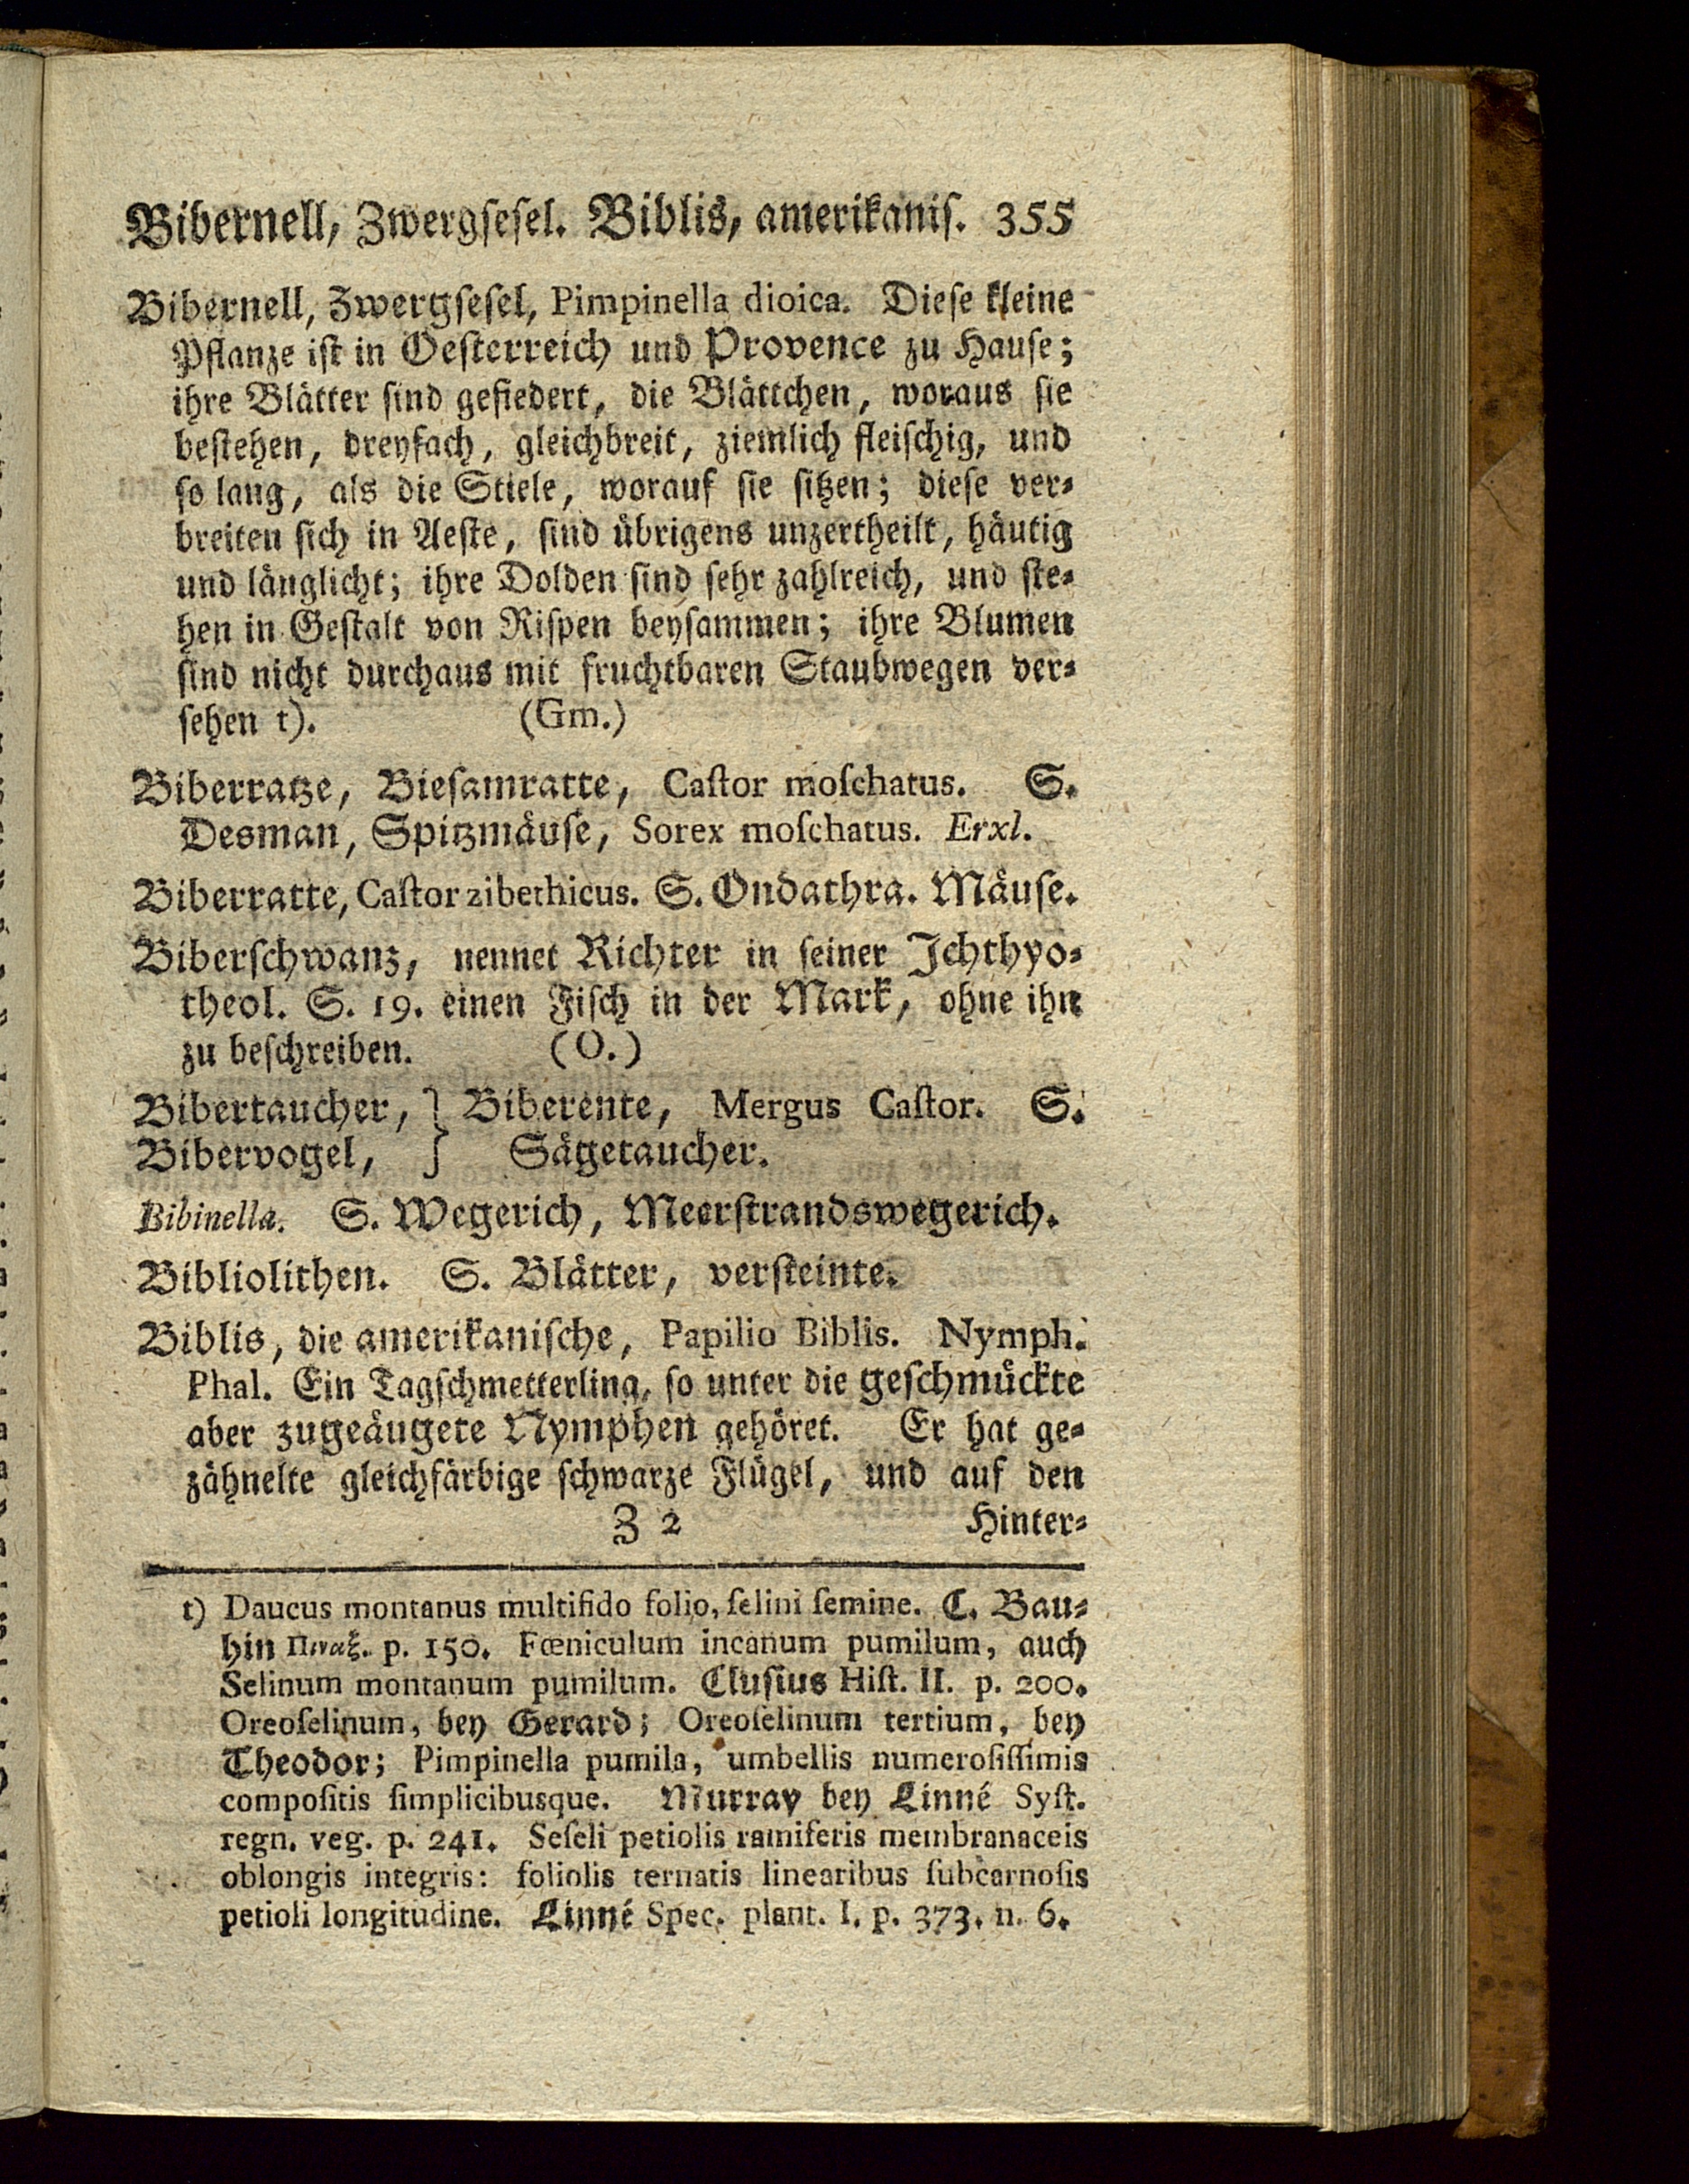 Bibernell, Zwergſeſel. Biblis, amerikaniſ. 355
Bibernell, Zwergſeſel, Pimpinella dioica. Dieſe kleine
Pflanze iſt in Oeſterreich und Provence zu Hauſe;
ihre Blätter ſind gefiedert, die Blättchen, woraus ſie
beſtehen, dreyfach, gleichbreit, ziemlich fleiſchig, und
ſo lang, als die Stiele, worauf ſie ſitzen; dieſe ver⸗
breiten ſich in Aeſte, ſind übrigens unzertheilt, häutig
und länglicht; ihre Dolden ſind ſehr zahlreich, und ſte⸗
hen in Geſtalt von Riſpen beyſammen; ihre Blumen
ſind nicht durchaus mit fruchtbaren Staubwegen ver⸗
ſehen t). (Gm.)
Biberratze, Bieſamratte, Caſtor moſchatus. S.
Desman, Spitzmäuſe, Sorex moſchatus. Erxl.
Biberratte, Caſtor zibethicus. S. Ondathra. Mäuſe.
Biberſchwanz, nennet Richter in ſeiner Ichthyo⸗
theol. S. 19. einen Fiſch in der Mark, ohne ihn
zu beſchreiben. (O.)
Bibertaucher, } Biberente, Mergus Caſtor. S.
Bibervogel, } Sägetaucher.
Bibinella. S. Wegerich, Meerſtrandswegerich.
Bibliolithen. S. Blätter, verſteinte.
Biblis, die amerikaniſche, Papilio Biblis. Nymph.
Phal. Ein Tagſchmetterling, ſo unter die geſchmückte
aber zugeäugete Nymphen gehöret. Er hat ge⸗
zähnelte gleichfärbige ſchwarze Flügel, und auf den
Z 2 Hinter⸗
t) Daucus montanus multifido folio, ſelini ſemine. C. Bau⸗
hin Πιναξ. p. 150. Fœniculum incanum pumilum, auch
Selinum montanum pumilum. Cluſius Hiſt. II. p. 200.
Oreoſelinum, bey Gerard; Oreoſelinum tertium, bey
Theodor; Pimpinella pumila, umbellis numeroſiſſimis
compoſitis ſimplicibusque. Murray bey Linné Syſt.
regn. veg. p. 241. Seſeli petiolis ramiferis membranaceis
oblongis integris: foliolis ternatis linearibus ſubcarnoſis
petioli longitudine. Linné Spec. plant. I. p. 373. n. 6.